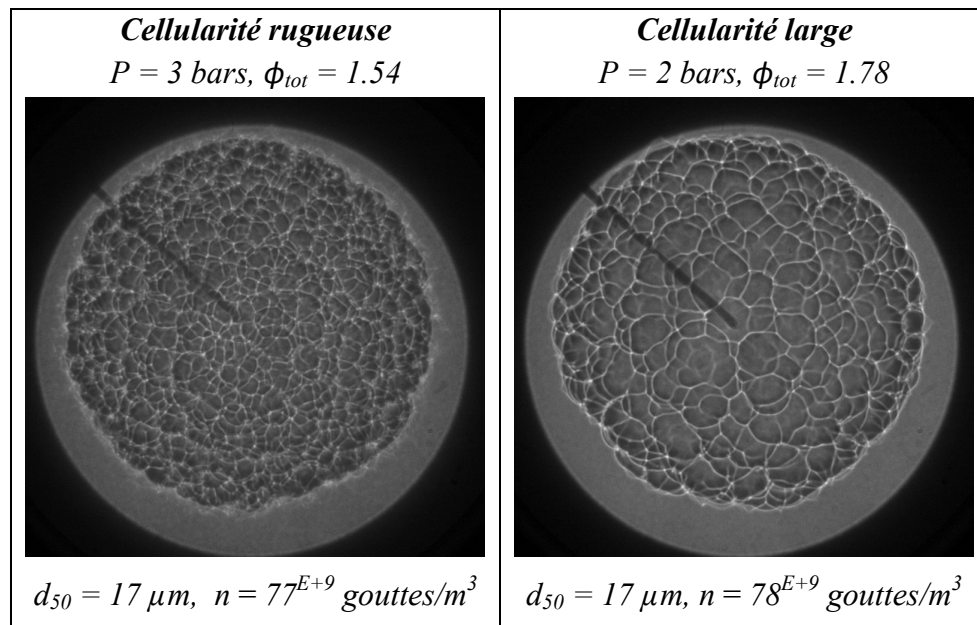 Cellularité rugueuse
P = 3 bars, ϕtot = 1.54
Cellularité large
P = 2 bars, ϕtot = 1.78
d50 = 17 μm, n = 77E+9 gouttes/m3
d50 = 17 μm, n = 78E+9 gouttes/m3